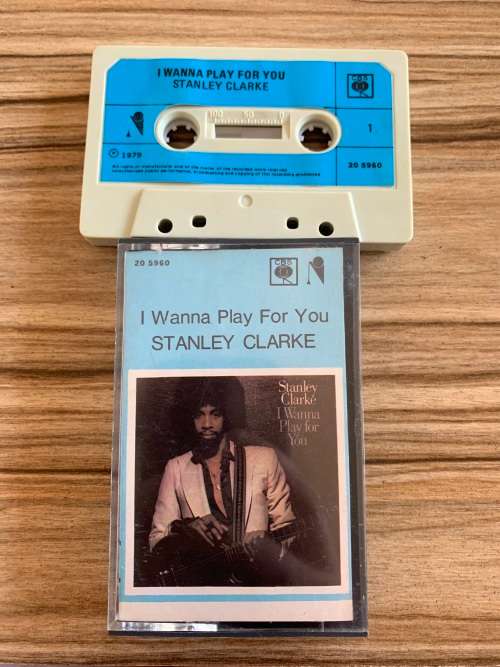 I WANNA PLAY FOR YOU
STANLEY CLARKE
CBS
100 50 0
1
℗ 1979
20 5960
20 5960
CBS
I Wanna Play For You
STANLEY CLARKE
Stanley
Clarke
I Wanna
Play for
You